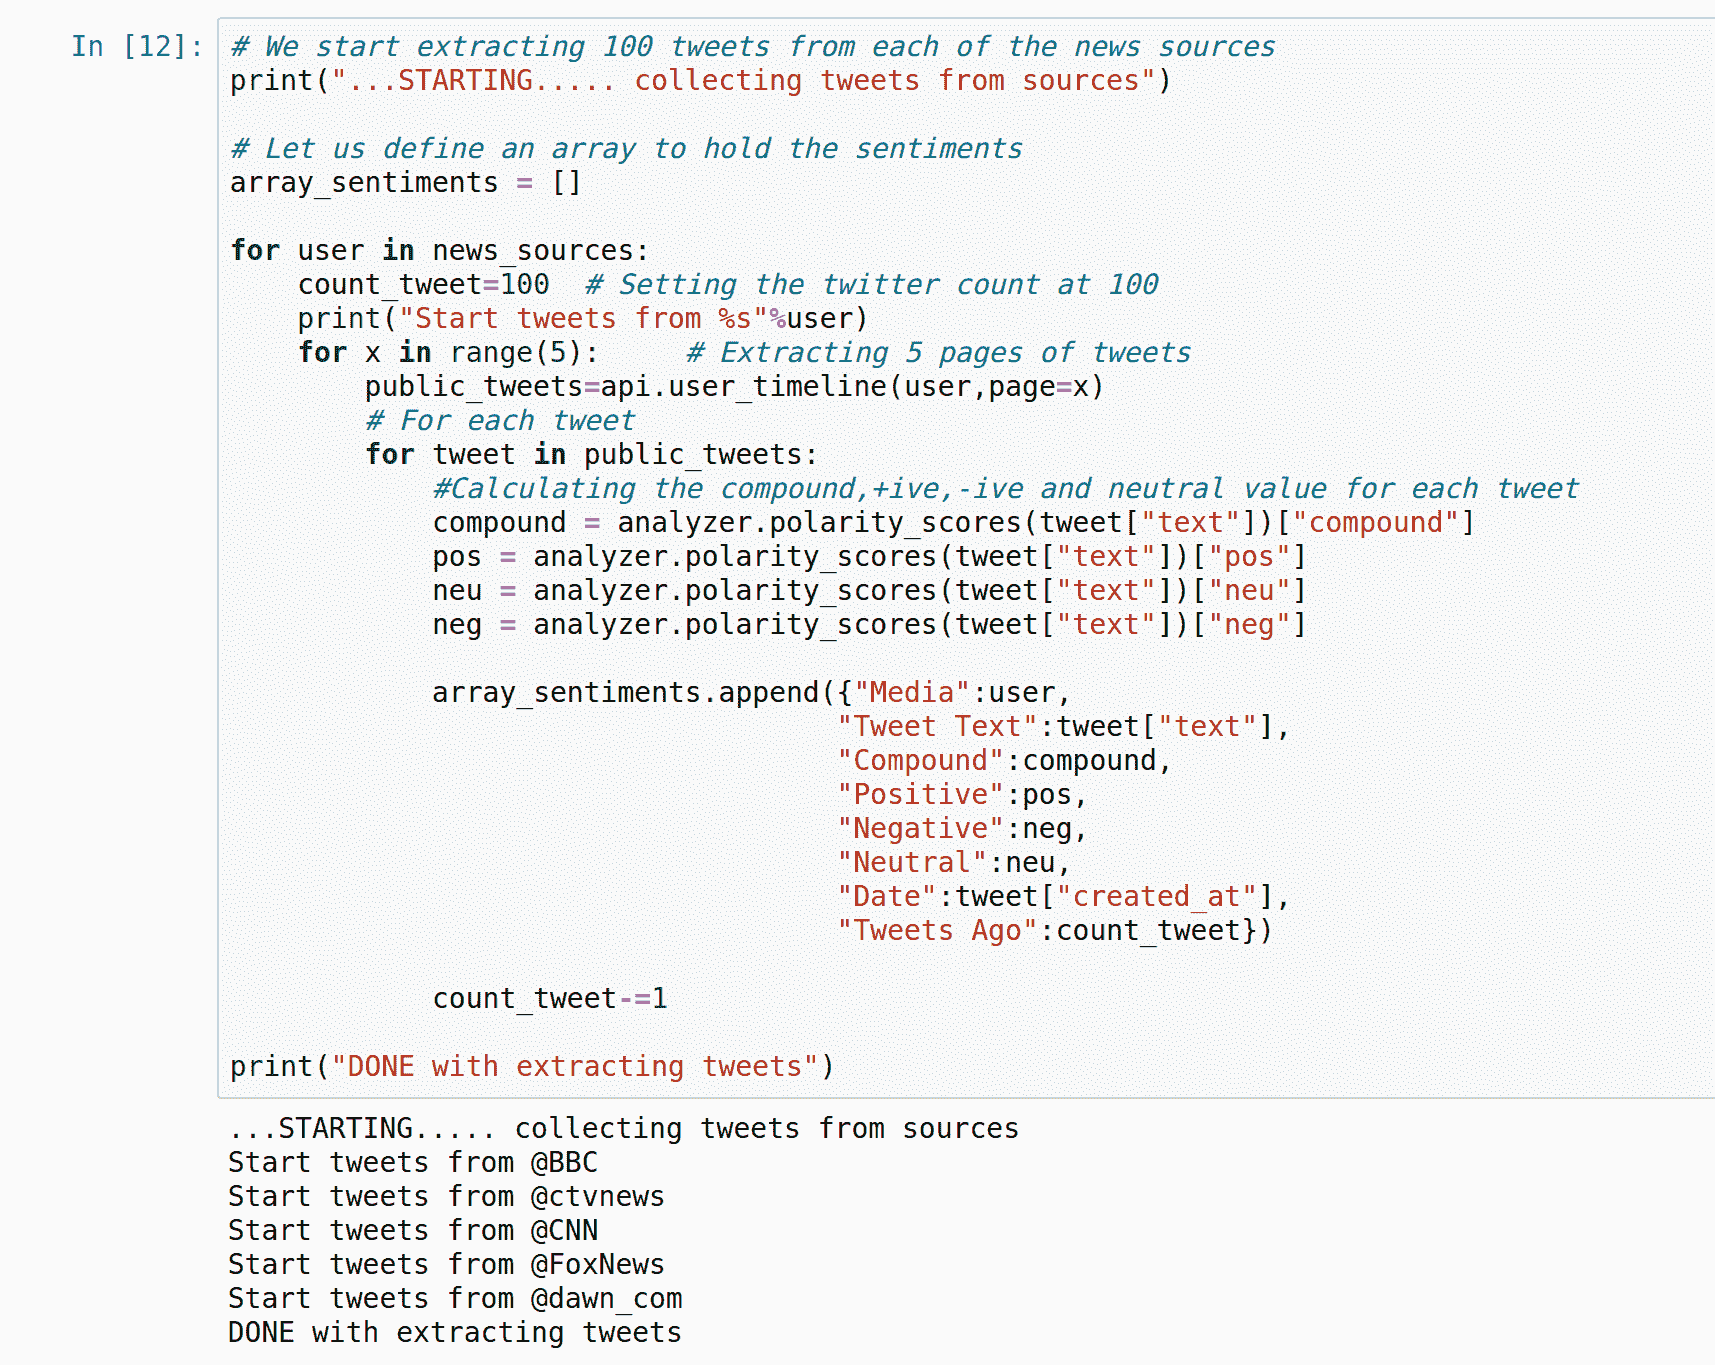 In [12]:
# We start extracting 100 tweets from each of the news sources
print("...STARTING..... collecting tweets from sources")

# Let us define an array to hold the sentiments
array_sentiments = []

for user in news_sources:
    count_tweet=100  # Setting the twitter count at 100
    print("Start tweets from %s"%user)
    for x in range(5):     # Extracting 5 pages of tweets
        public_tweets=api.user_timeline(user,page=x)
        # For each tweet
        for tweet in public_tweets:
            #Calculating the compound,+ive,-ive and neutral value for each tweet
            compound = analyzer.polarity_scores(tweet["text"])["compound"]
            pos = analyzer.polarity_scores(tweet["text"])["pos"]
            neu = analyzer.polarity_scores(tweet["text"])["neu"]
            neg = analyzer.polarity_scores(tweet["text"])["neg"]

            array_sentiments.append({"Media":user,
                                    "Tweet Text":tweet["text"],
                                    "Compound":compound,
                                    "Positive":pos,
                                    "Negative":neg,
                                    "Neutral":neu,
                                    "Date":tweet["created_at"],
                                    "Tweets Ago":count_tweet})

            count_tweet-=1

print("DONE with extracting tweets")
...STARTING..... collecting tweets from sources
Start tweets from @BBC
Start tweets from @ctvnews
Start tweets from @CNN
Start tweets from @FoxNews
Start tweets from @dawn_com
DONE with extracting tweets